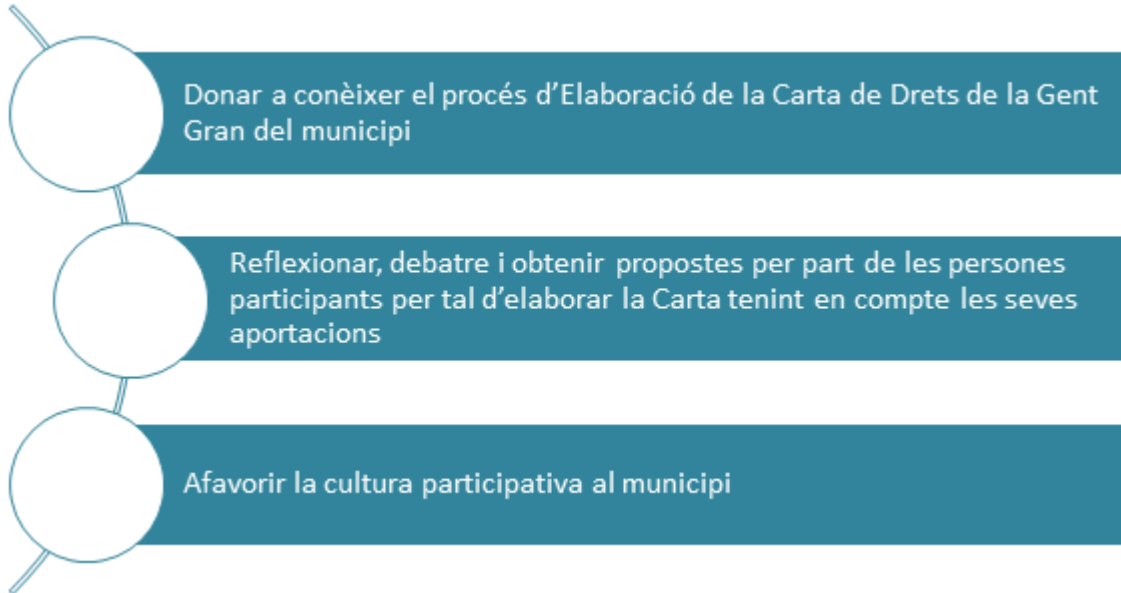 Donar a conèixer el procés d’Elaboració de la Carta de Drets de la Gent
Gran del municipi
Reflexionar, debatre i obtenir propostes per part de les persones
participants per tal d’elaborar la Carta tenint en compte les seves
aportacions
Afavorir la cultura participativa al municipi